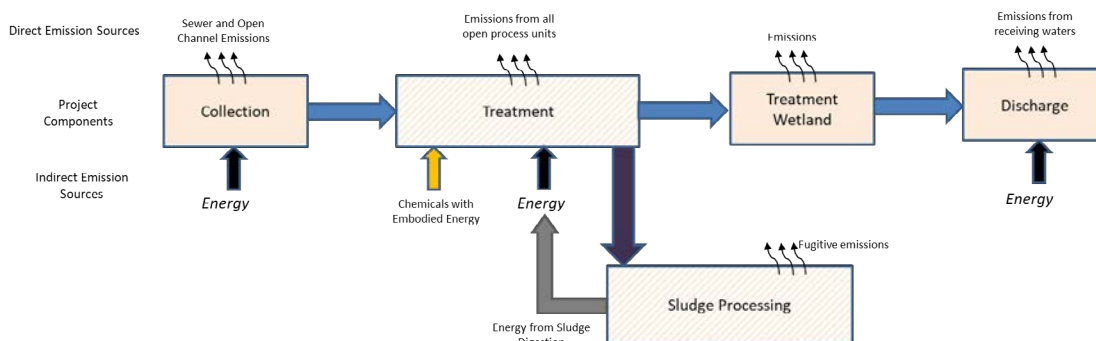 Direct Emission Sources
Sewer and Open
Channel Emissions
Emissions from all
open process units
Emissions
Emissions from
receiving waters
Project
Components
Collection
Treatment
Treatment
Wetland
Discharge
Indirect Emission
Sources
Energy
Chemicals with
Embodied Energy
Energy
Energy
Fugitive emissions
Sludge Processing
Energy from Sludge
Digestion